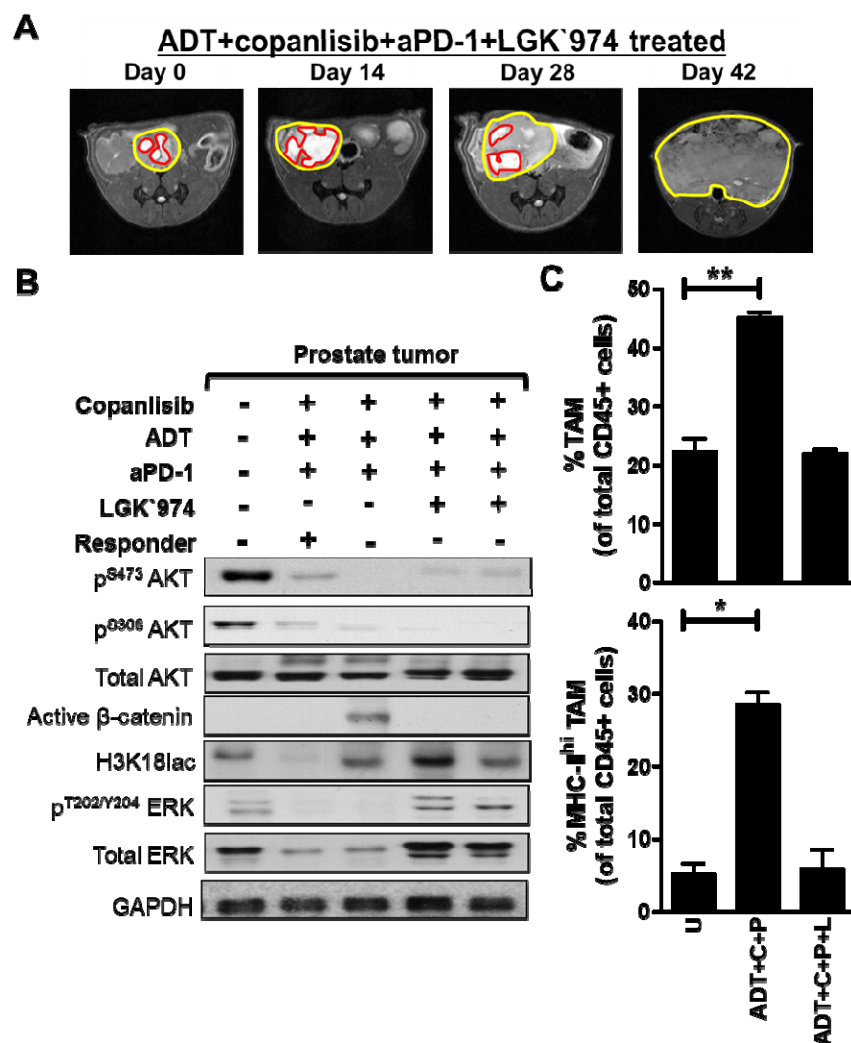 A
ADT+copanlisib+aPD-1+LGK`974 treated
Day 0 Day 14 Day 28 Day 42
B
Prostate tumor
Copanlisib - + + + +
ADT - + + + +
aPD-1 - + + + +
LGK`974 - - - + +
Responder - + - - -
pS473 AKT
pS308 AKT
Total AKT
Active β-catenin
H3K18lac
pT202/Y204 ERK
Total ERK
GAPDH
C
**
% TAM
(of total CD45+ cells)
50
40
30
20
10
0
*
% MHC-IIhi TAM
(of total CD45+ cells)
40
30
20
10
0
U
ADT+C+P
ADT+C+P+L